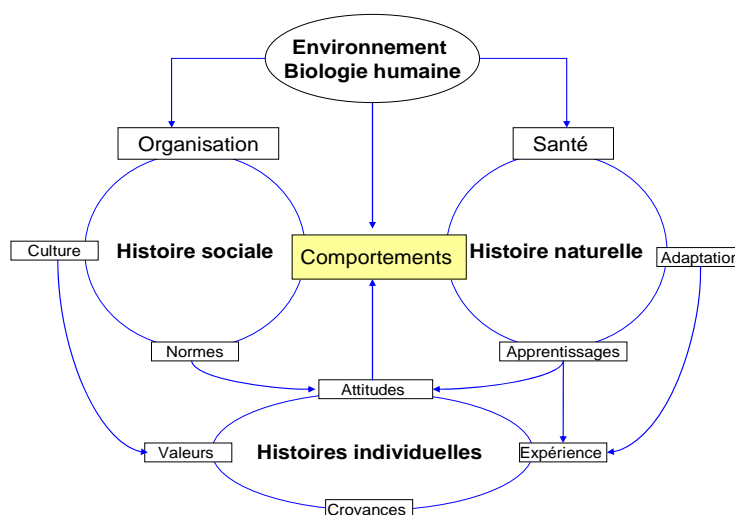 Environnement
Biologie humaine
Organisation
Santé
Culture
Histoire sociale
Comportements
Histoire naturelle
Adaptation
Normes
Apprentissages
Attitudes
Valeurs
Histoires individuelles
Expérience
Croyances